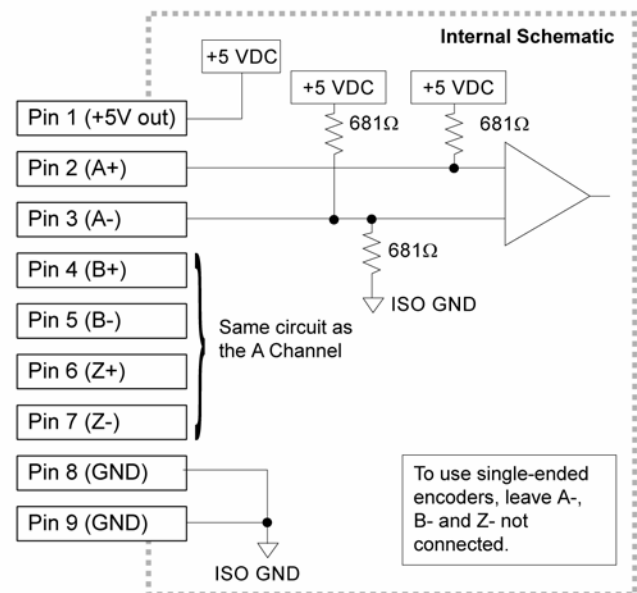 Internal Schematic
+5 VDC
+5 VDC
+5 VDC
Pin 1 (+5V out)
681Ω
681Ω
Pin 2 (A+)
Pin 3 (A-)
681Ω
Pin 4 (B+)
ISO GND
Pin 5 (B-)
Same circuit as
the A Channel
Pin 6 (Z+)
Pin 7 (Z-)
Pin 8 (GND)
Pin 9 (GND)
ISO GND
To use single-ended
encoders, leave A-,
B- and Z- not
connected.